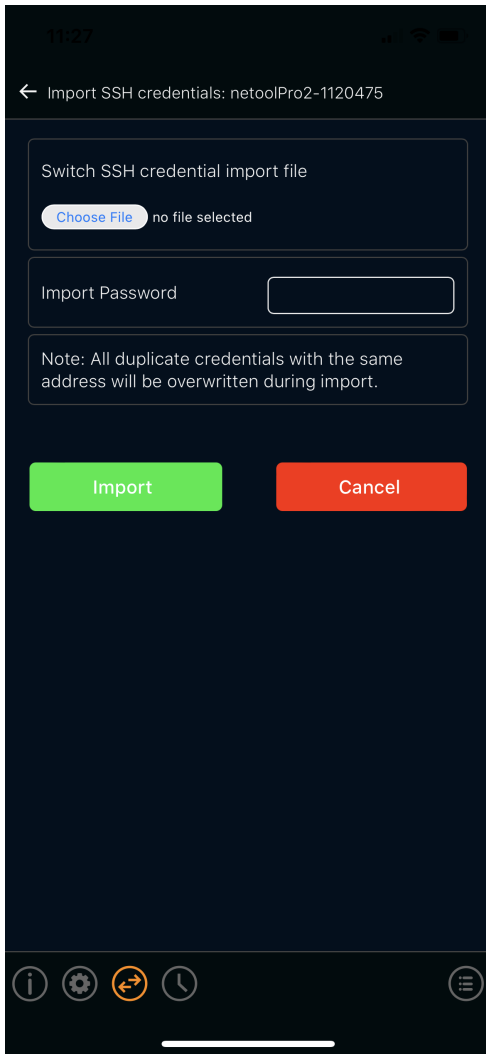 11:27
Import SSH credentials: netoolPro2-1120475
Switch SSH credential import file
Choose File no file selected
Import Password
Note: All duplicate credentials with the same
address will be overwritten during import.
Import Cancel